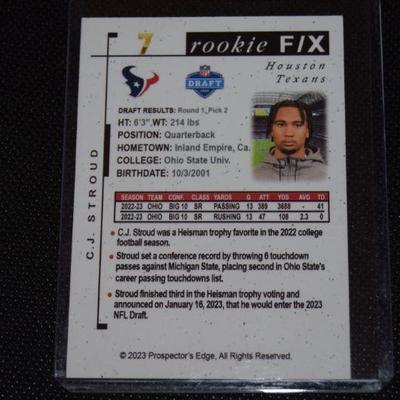 7 rookie F/X
Houston
Texans
NFL
DRAFT
DRAFT RESULTS: Round 1, Pick 2
HT: 6'3", WT: 214 lbs
POSITION: Quarterback
HOMETOWN: Inland Empire, Ca.
COLLEGE: Ohio State Univ.
BIRTHDATE: 10/3/2001
C.J. STROUD
SEASON TEAM CONF. CLASS YARDS G ATT YDS AVG TD
2022-23 OHIO BIG 10 SR PASSING 13 389 3688 - 41
2022-23 OHIO BIG 10 SR RUSHING 13 47 108 2.3 0
C.J. Stroud was a Heisman trophy favorite in the 2022 college
football season.
Stroud set a conference record by throwing 6 touchdown
passes against Michigan State, placing second in Ohio State's
career passing touchdowns list.
Stroud finished third in the Heisman trophy voting and
announced on January 16, 2023, that he would enter the 2023
NFL Draft.
© 2023 Prospector's Edge, All Rights Reserved.